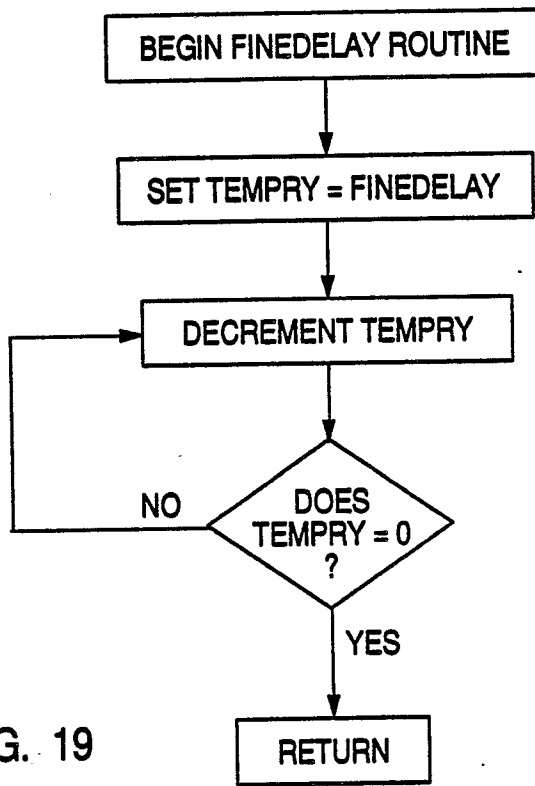 BEGIN FINEDELAY ROUTINE
SET TEMPRY = FINEDELAY
DECREMENT TEMPRY
NO
DOES
TEMPRY = 0
?
YES
G. 19
RETURN